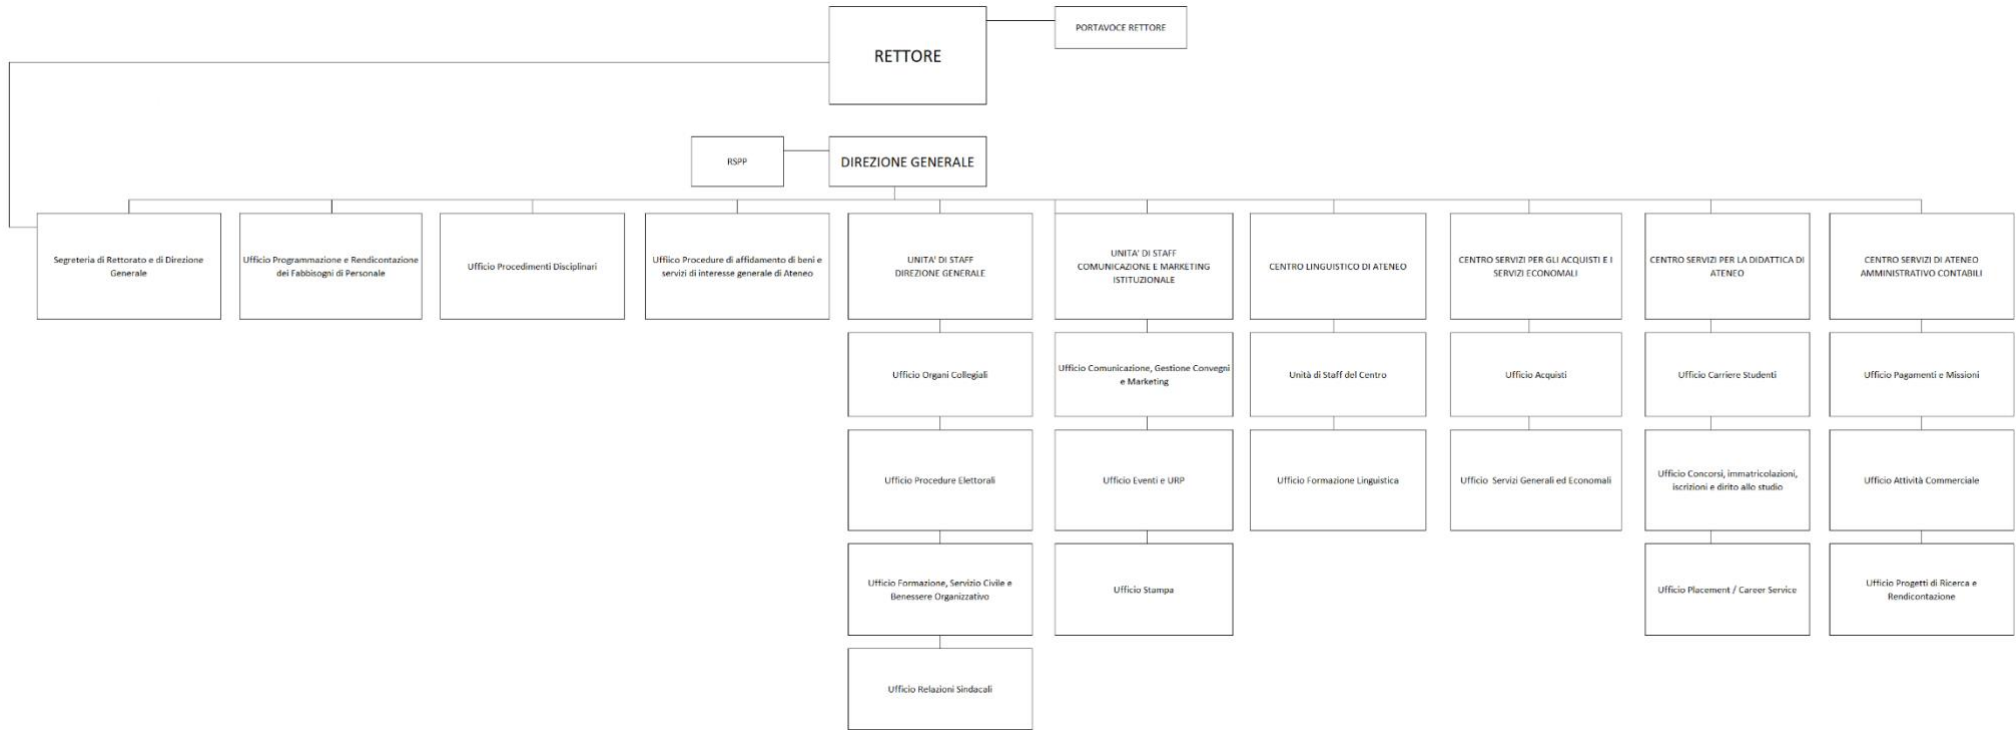 RETTORE
PORTAVOCE RETTORE
RSPP
DIREZIONE GENERALE
Segreteria di Rettorato e di Direzione
Generale
Ufficio Programmazione e Rendicontazione
dei Fabbisogni di Personale
Ufficio Procedimenti Disciplinari
Uffiico Procedure di affidamento di beni e
servizi di interesse generale di Ateneo
UNITA' DI STAFF
DIREZIONE GENERALE
UNITA' DI STAFF
COMUNICAZIONE E MARKETING
ISTITUZIONALE
CENTRO LINGUISTICO DI ATENEO
CENTRO SERVIZI PER GLI ACQUISTI E I
SERVIZI ECONOMALI
CENTRO SERVIZI PER LA DIDATTICA DI
ATENEO
CENTRO SERVIZI DI ATENEO
AMMINISTRATIVO CONTABILI
Ufficio Organi Collegiali
Ufficio Comunicazione, Gestione Convegni
e Marketing
Unità di Staff del Centro
Ufficio Acquisti
Ufficio Carriere Studenti
Ufficio Pagamenti e Missioni
Ufficio Procedure Elettorali
Ufficio Eventi e URP
Ufficio Formazione Linguistica
Ufficio Servizi Generali ed Economali
Ufficio Concorsi, immatricolazioni,
iscrizioni e dirito allo studio
Ufficio Attività Commerciale
Ufficio Formazione, Servizio Civile e
Benessere Organizzativo
Ufficio Stampa
Ufficio Placement / Career Service
Ufficio Progetti di Ricerca e
Rendicontazione
Ufficio Relazioni Sindacali